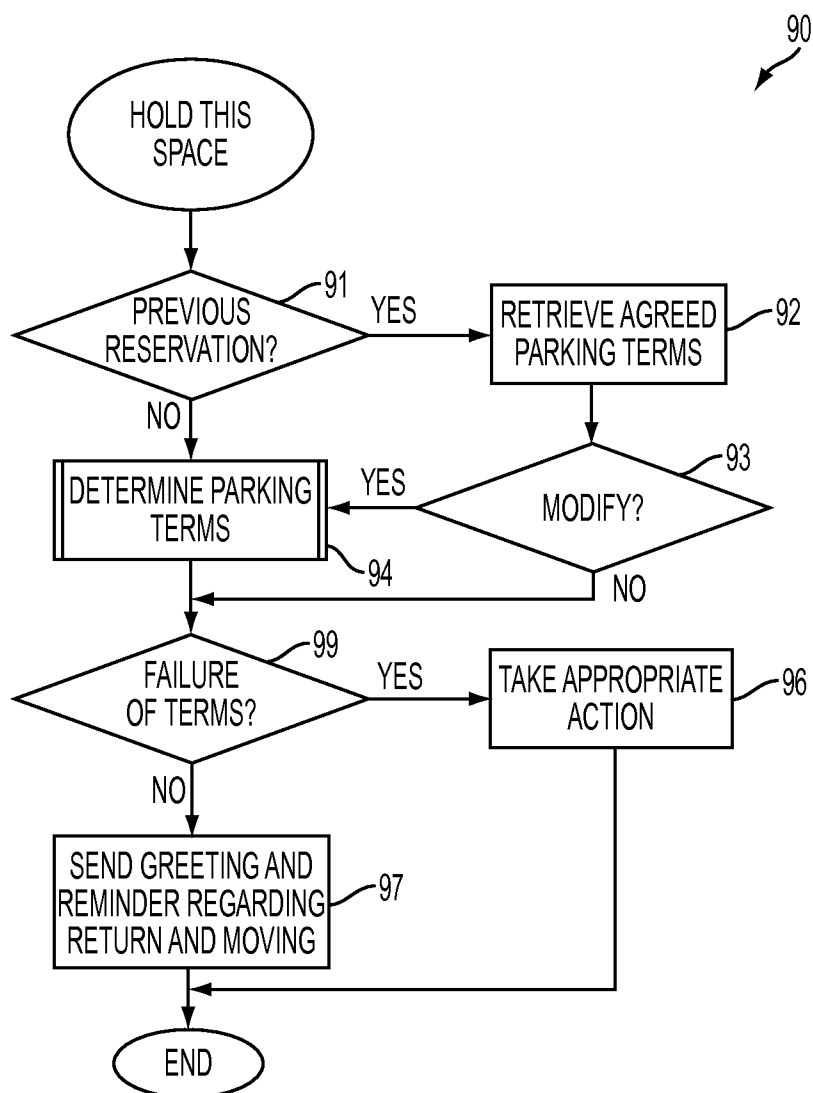 90
HOLD THIS
SPACE
91
PREVIOUS
RESERVATION?
YES
RETRIEVE AGREED
PARKING TERMS
92
NO
93
DETERMINE PARKING
TERMS
YES
MODIFY?
94
NO
99
FAILURE
OF TERMS?
YES
TAKE APPROPRIATE
ACTION
96
NO
SEND GREETING AND
REMINDER REGARDING
RETURN AND MOVING
97
END